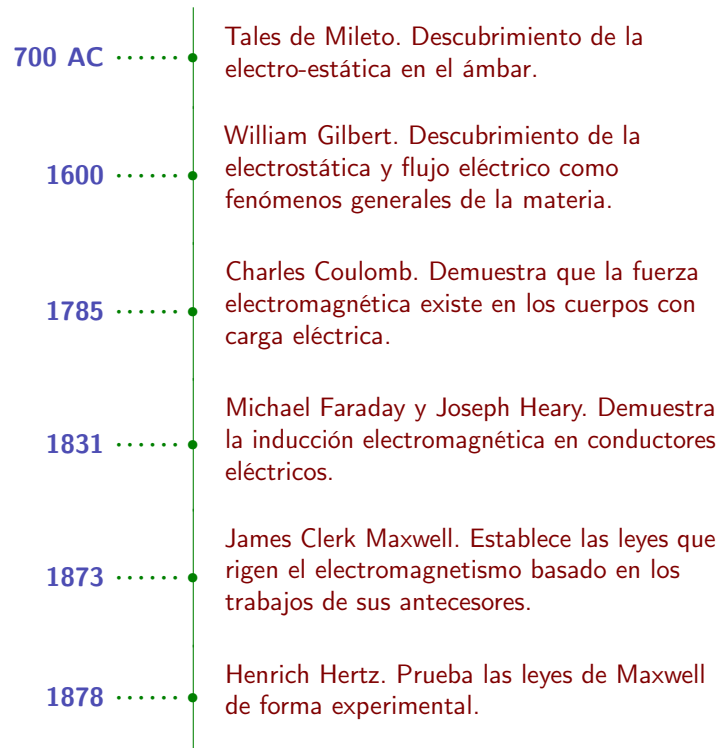 Tales de Mileto. Descubrimiento de la
700 AC
electro-estática en el ámbar.
William Gilbert. Descubrimiento de la
1600
electrostática y flujo eléctrico como
fenómenos generales de la materia.
Charles Coulomb. Demuestra que la fuerza
1785
electromagnética existe en los cuerpos con
carga eléctrica.
Michael Faraday y Joseph Heary. Demuestra
1831
la inducción electromagnética en conductores
eléctricos.
James Clerk Maxwell. Establece las leyes que
1873
rigen el electromagnetismo basado en los
trabajos de sus antecesores.
Henrich Hertz. Prueba las leyes de Maxwell
1878
de forma experimental.